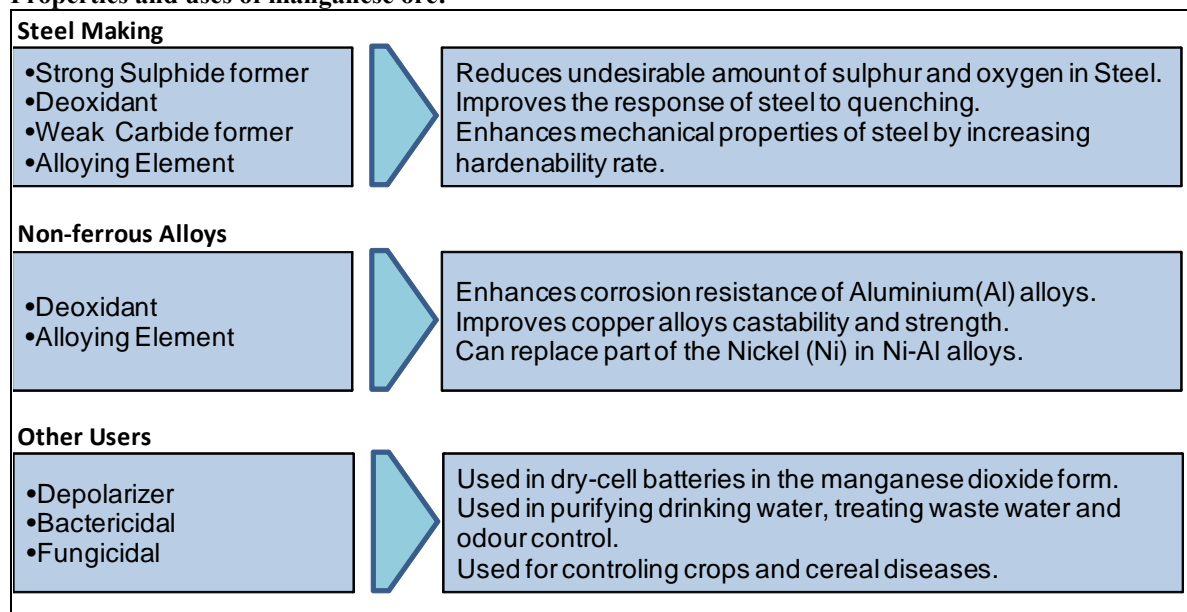 Properties and uses of manganese ore:
Steel Making
•Strong Sulphide former
•Deoxidant
•Weak Carbide former
•Alloying Element
Reduces undesirable amount of sulphur and oxygen in Steel.
Improves the response of steel to quenching.
Enhances mechanical properties of steel by increasing
hardenability rate.
Non-ferrous Alloys
•Deoxidant
•Alloying Element
Enhances corrosion resistance of Aluminium(Al) alloys.
Improves copper alloys castability and strength.
Can replace part of the Nickel (Ni) in Ni-Al alloys.
Other Users
•Depolarizer
•Bactericidal
•Fungicidal
Used in dry-cell batteries in the manganese dioxide form.
Used in purifying drinking water, treating waste water and
odour control.
Used for controling crops and cereal diseases.